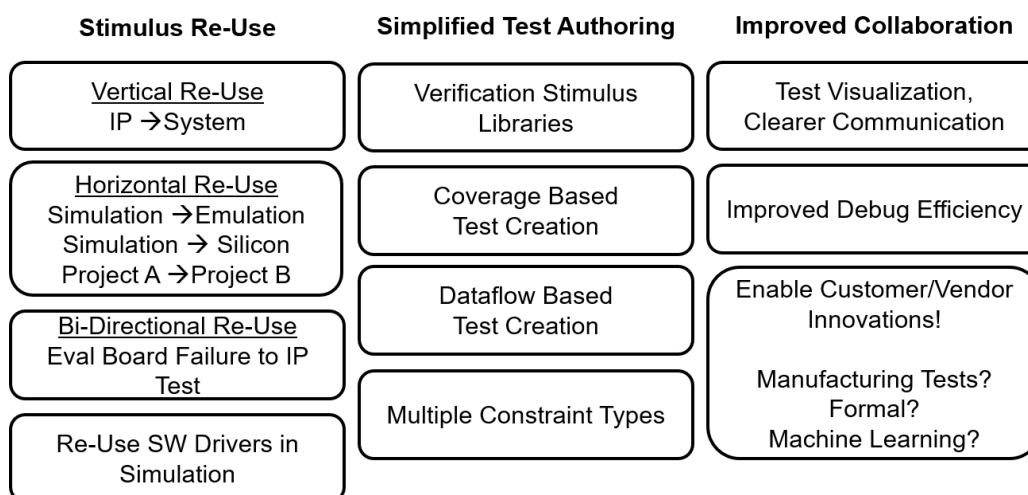 Stimulus Re-Use
Vertical Re-Use
IP →System
Horizontal Re-Use
Simulation →Emulation
Simulation → Silicon
Project A →Project B
Bi-Directional Re-Use
Eval Board Failure to IP
Test
Re-Use SW Drivers in
Simulation
Simplified Test Authoring
Verification Stimulus
Libraries
Coverage Based
Test Creation
Dataflow Based
Test Creation
Multiple Constraint Types
Improved Collaboration
Test Visualization,
Clearer Communication
Improved Debug Efficiency
Enable Customer/Vendor
Innovations!
Manufacturing Tests?
Formal?
Machine Learning?